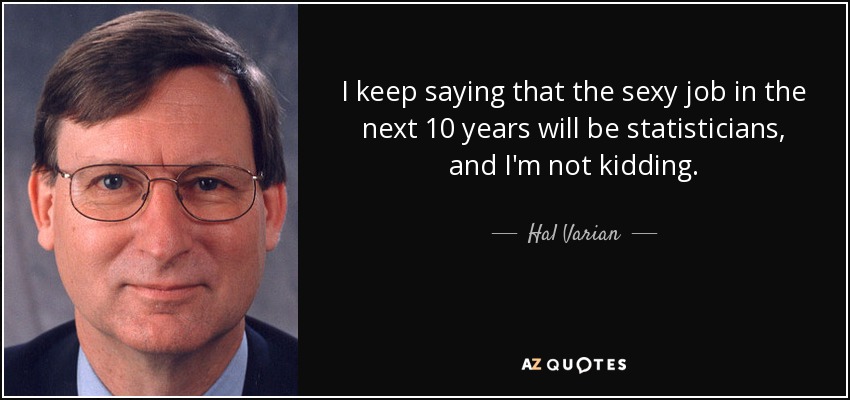 I keep saying that the sexy job in the
next 10 years will be statisticians,
and I'm not kidding.
Hal Varian
AZ QUOTES